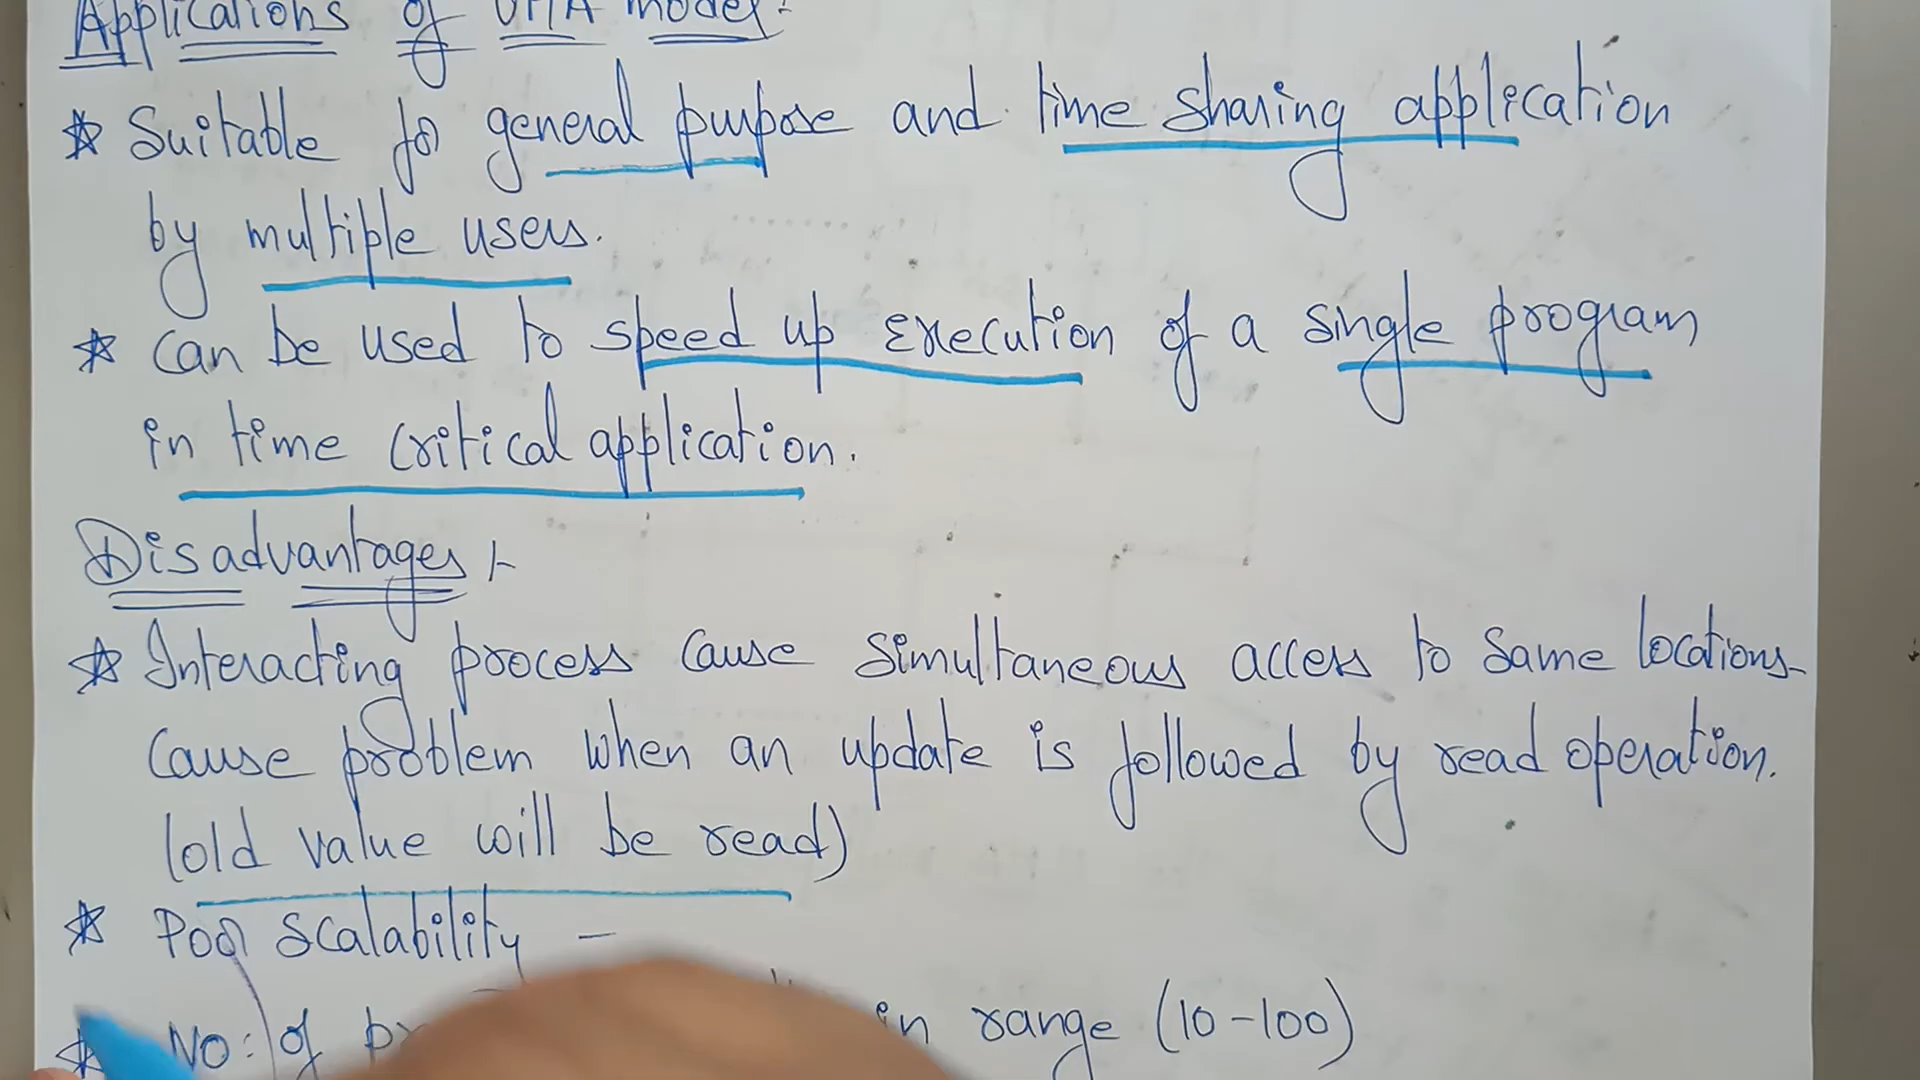 Applications of UMA model:
* Suitable for general purpose and time sharing application
by multiple users.
* Can be used to speed up execution of a single program
in time critical application.
Disadvantages :-
* Interacting process cause simultaneous access to same locations-
cause problem when an update is followed by read operation.
(old value will be read)
* Poor scalability -
* No: of in range (10-100)